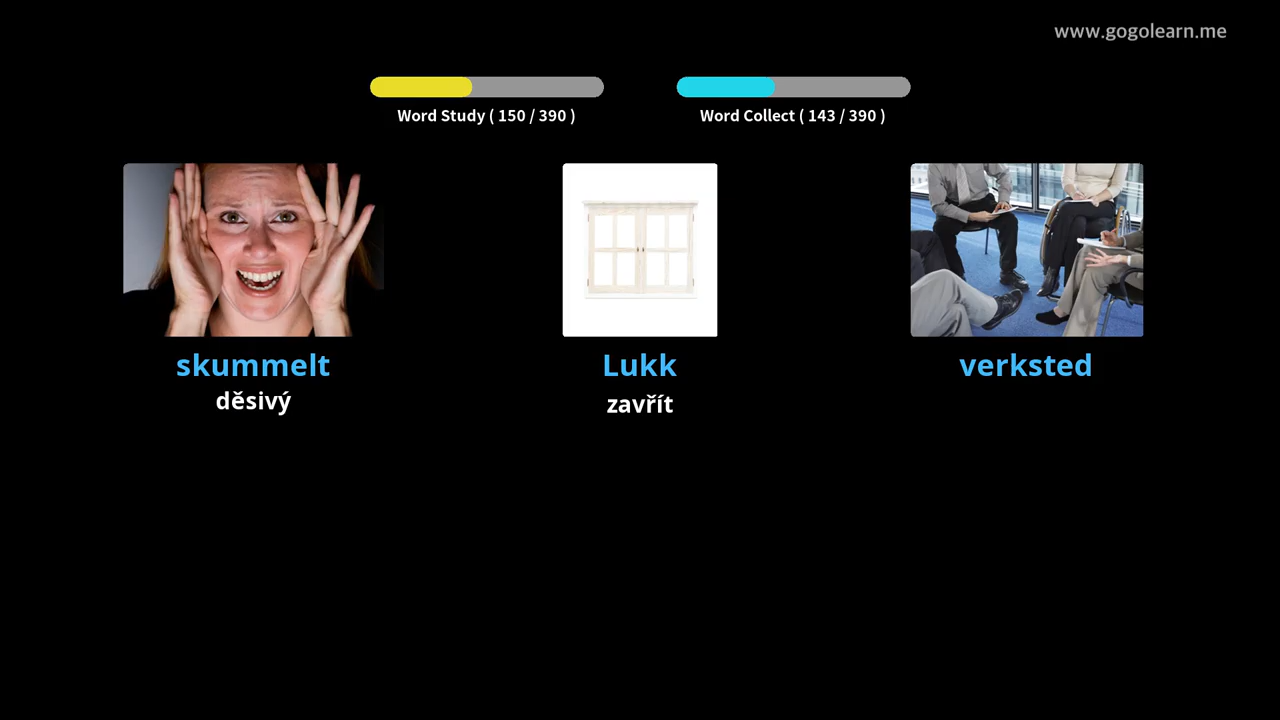 www.gogolearn.me
Word Study ( 150 / 390 )
Word Collect ( 143 / 390 )
skummelt
děsivý
Lukk
zavřít
verksted